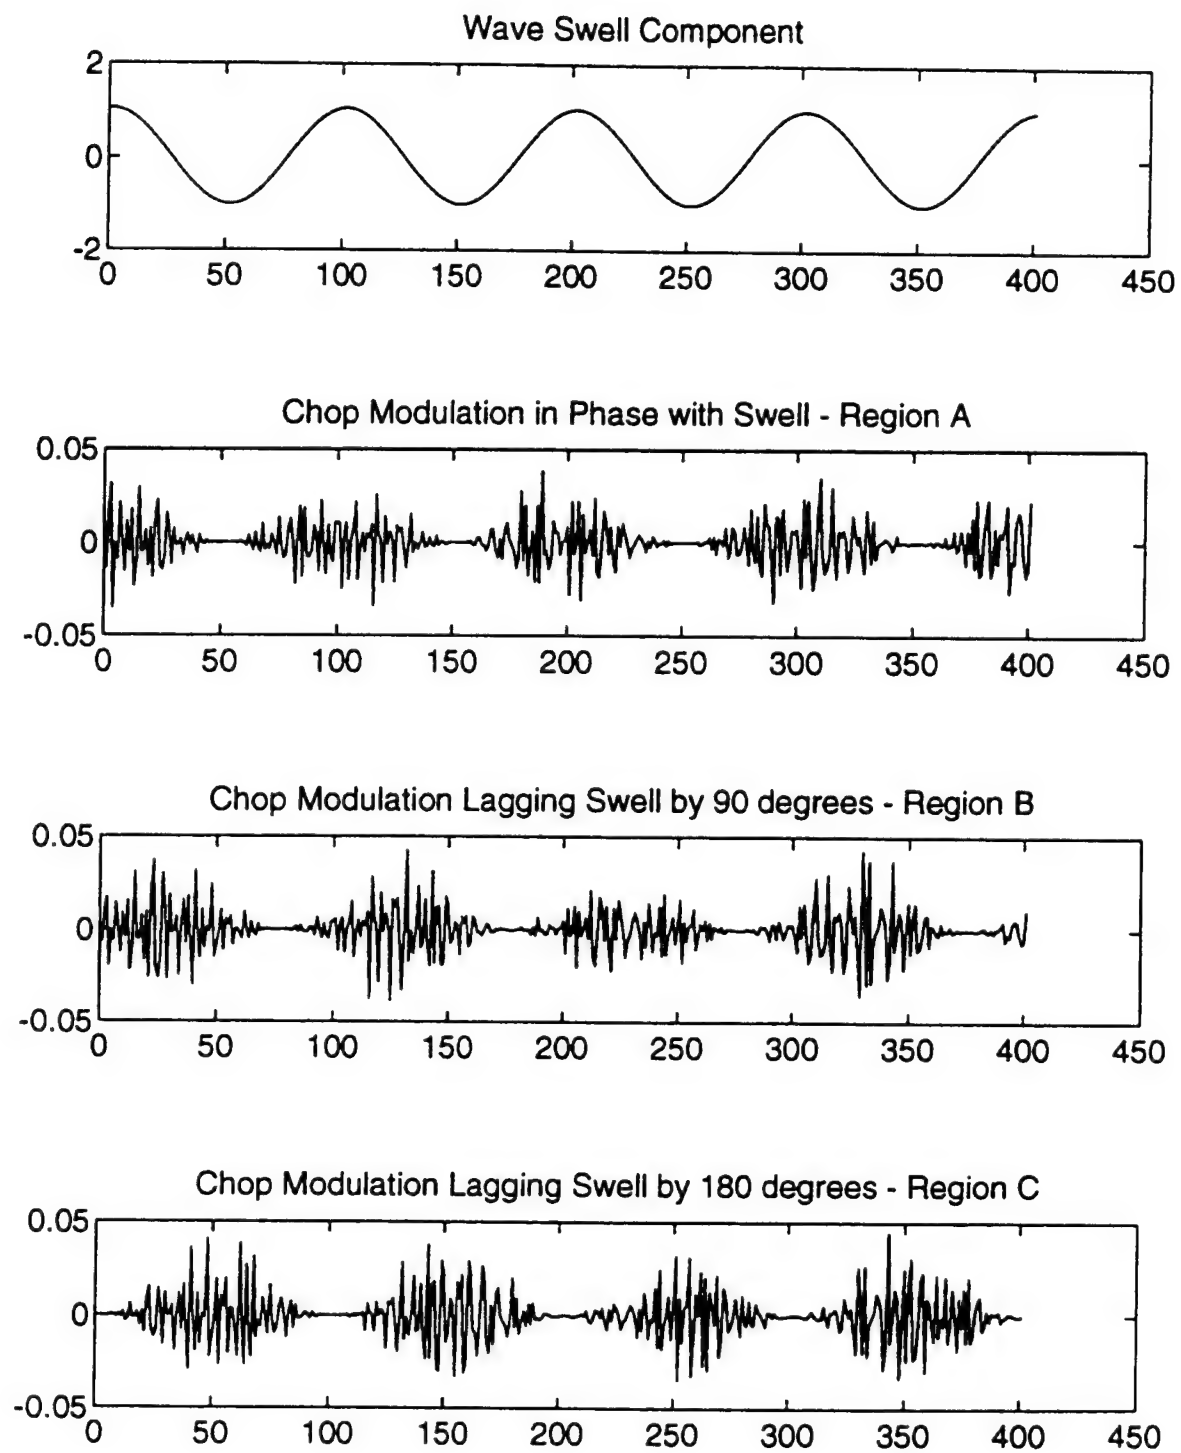 Wave Swell Component
2
0
-2
0 50 100 150 200 250 300 350 400 450
Chop Modulation in Phase with Swell - Region A
0.05
0
-0.05
0 50 100 150 200 250 300 350 400 450
Chop Modulation Lagging Swell by 90 degrees - Region B
0.05
0
-0.05
0 50 100 150 200 250 300 350 400 450
Chop Modulation Lagging Swell by 180 degrees - Region C
0.05
0
-0.05
0 50 100 150 200 250 300 350 400 450